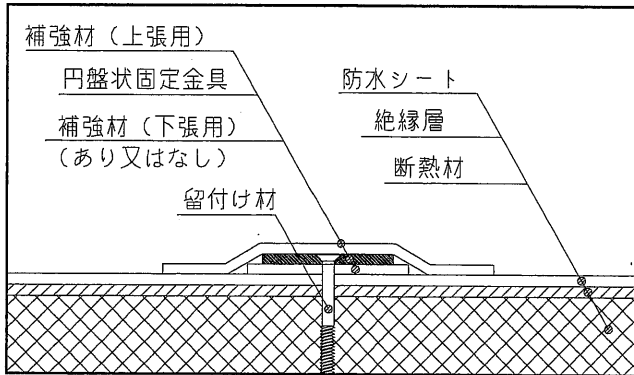 補強材（上張用）
円盤状固定金具
補強材（下張用）
（あり又はなし）
留付け材
防水シート
絶縁層
断熱材